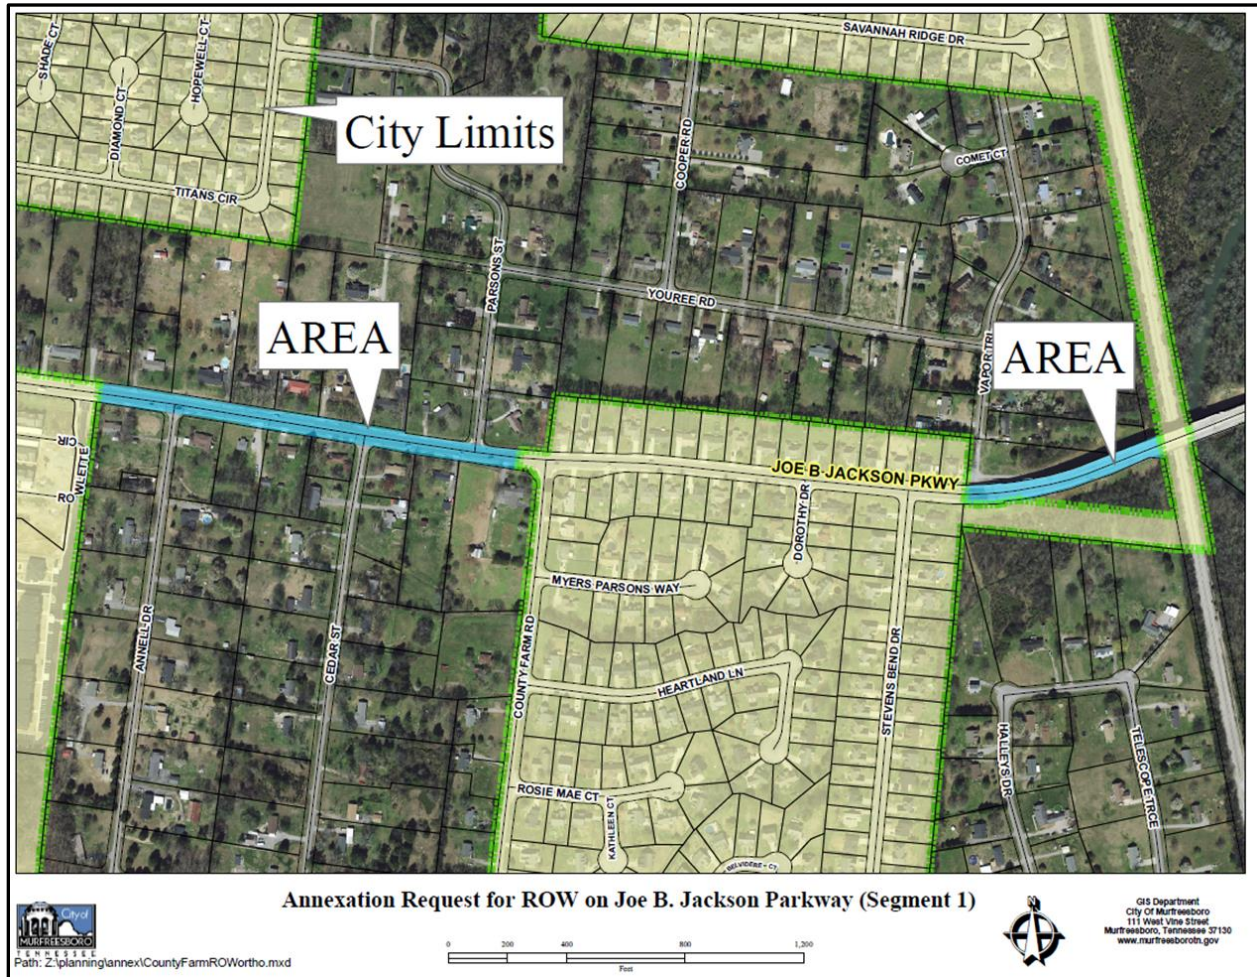 SHADE CT
DIAMOND CT
HOPEWELL CT
TITANS CIR
City Limits
SAVANNAH RIDGE DR
COOPER RD
COMET CT
PARSONS ST
YOUREE RD
VAPOR TRL
AREA
AREA
ROWLETTE
CIR
JOE B JACKSON PKWY
DOROTHY DR
MYERS PARSONS WAY
ANNELL DR
CEDAR ST
COUNTY FARM RD
HEARTLAND LN
STEVENS BEND DR
HALLEYS DR
TELESCOPE TRCE
ROSIE MAE CT
KATHLEEN CT
BELVIDERE CT
Annexation Request for ROW on Joe B. Jackson Parkway (Segment 1)
City of
MURFREESBORO
TENNESSEE
Path: Z:\planning\annex\CountyFarmROWortho.mxd
0 200 400 800 1,200
Feet
N
GIS Department
City Of Murfreesboro
111 West Vine Street
Murfreesboro, Tennessee 37130
www.murfreesborotn.gov